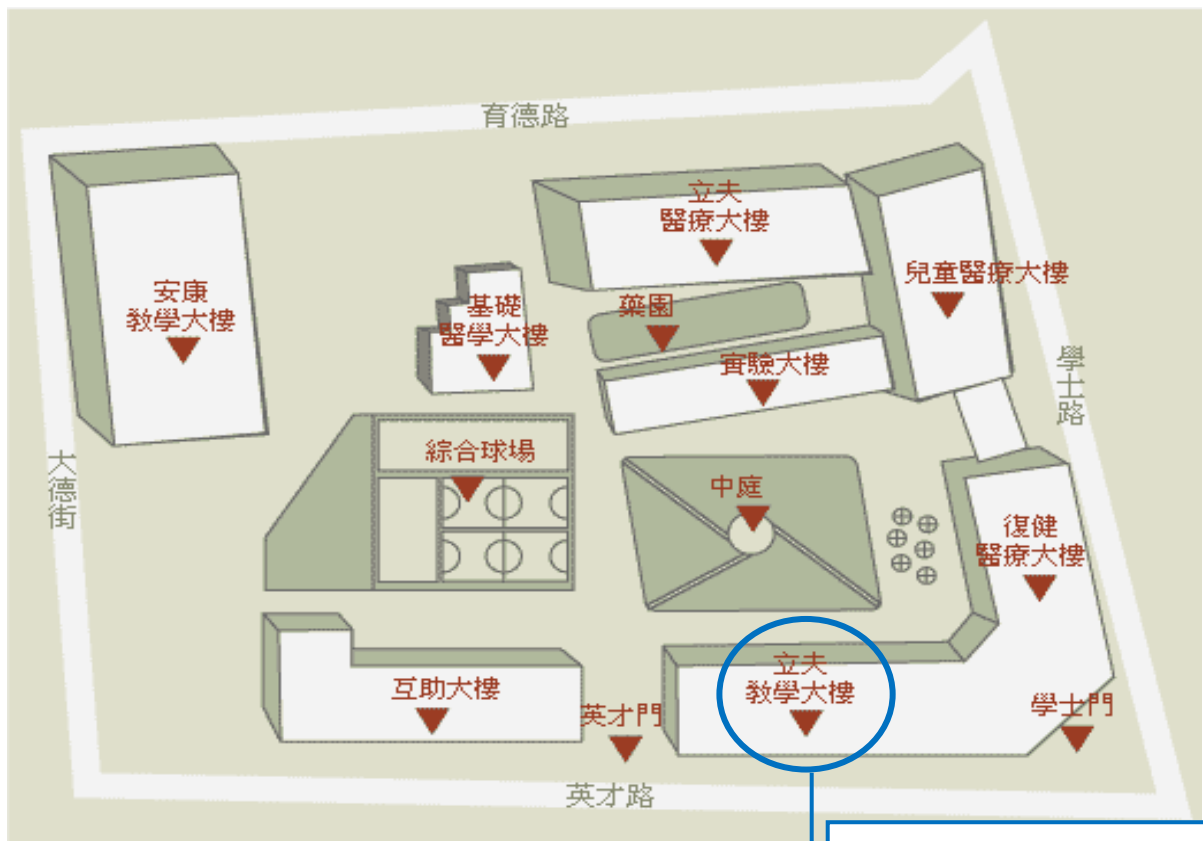 育德路
立夫
醫療大樓
兒童醫療大樓
安康
教學大樓
基礎
醫學大樓
藥園
實驗大樓
學士路
綜合球場
大德街
中庭
復健
醫療大樓
立夫
教學大樓
互助大樓
英才門
學士門
英才路